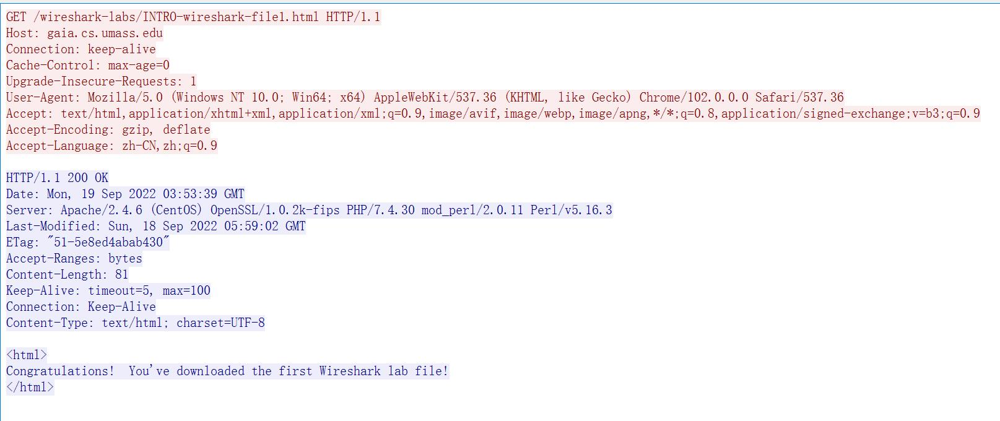 GET /wireshark-labs/INTRO-wireshark-file1.html HTTP/1.1
Host: gaia.cs.umass.edu
Connection: keep-alive
Cache-Control: max-age=0
Upgrade-Insecure-Requests: 1
User-Agent: Mozilla/5.0 (Windows NT 10.0; Win64; x64) AppleWebKit/537.36 (KHTML, like Gecko) Chrome/102.0.0.0 Safari/537.36
Accept: text/html,application/xhtml+xml,application/xml;q=0.9,image/avif,image/webp,image/apng,*/*;q=0.8,application/signed-exchange;v=b3;q=0.9
Accept-Encoding: gzip, deflate
Accept-Language: zh-CN,zh;q=0.9
HTTP/1.1 200 OK
Date: Mon, 19 Sep 2022 03:53:39 GMT
Server: Apache/2.4.6 (CentOS) OpenSSL/1.0.2k-fips PHP/7.4.30 mod_perl/2.0.11 Perl/v5.16.3
Last-Modified: Sun, 18 Sep 2022 05:59:02 GMT
ETag: "51-5e8ed4abab430"
Accept-Ranges: bytes
Content-Length: 81
Keep-Alive: timeout=5, max=100
Connection: Keep-Alive
Content-Type: text/html; charset=UTF-8
<html>
Congratulations!  You've downloaded the first Wireshark lab file!
</html>